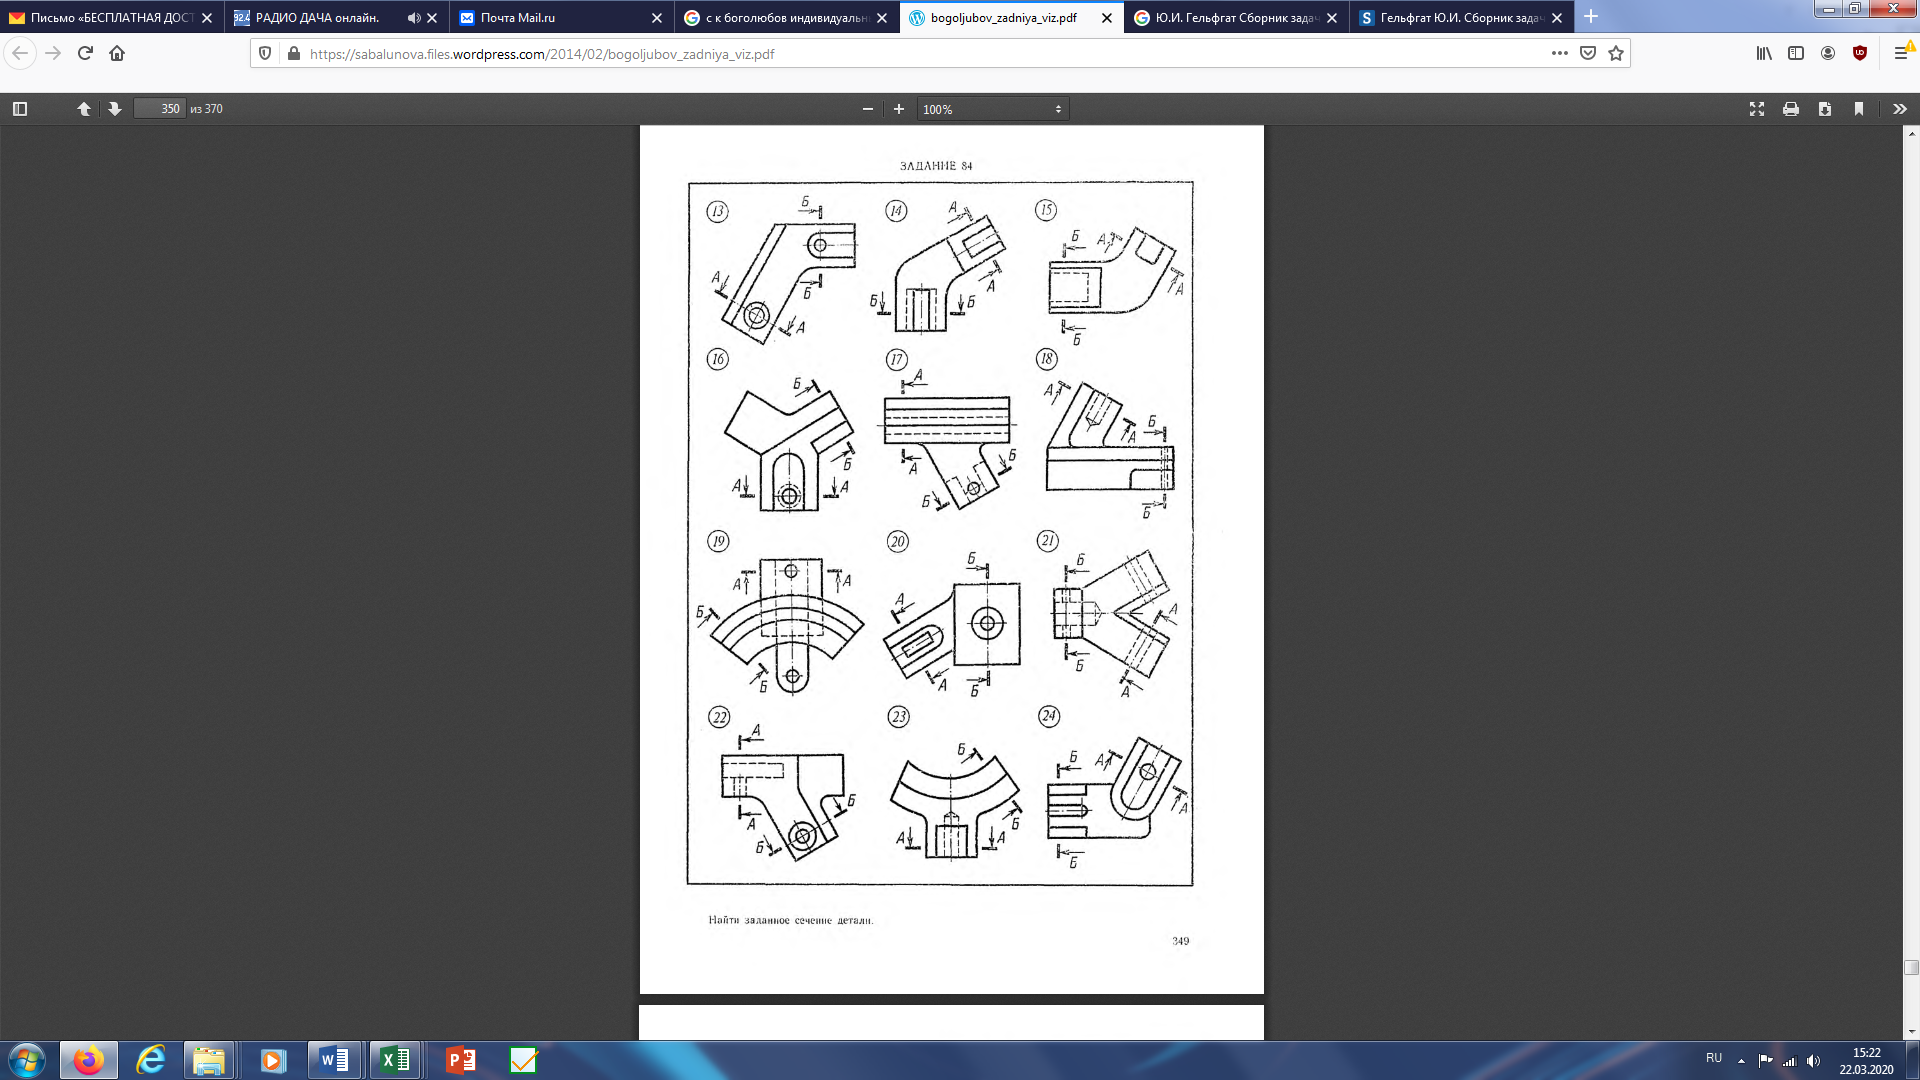 Письмо «БЕСПЛАТНАЯ ДОСТ
РАДИО ДАЧА онлайн.
Почта Mail.ru
с к боголюбов индивидуальн
bogoljubov_zadniya_viz.pdf
Ю.И. Гельфгат Сборник задач
Гельфгат Ю.И. Сборник задач
https://sabalunova.files.wordpress.com/2014/02/bogoljubov_zadniya_viz.pdf
350 из 370
100%
ЗАДАНИЕ 84
13 Б Б А А
14 А А Б Б
15 Б А А Б
16 Б Б А А
17 А А Б Б
18 А А Б Б
19 А А Б Б
20 Б А А Б
21 Б А Б А
22 А Б А Б
23 Б Б А А
24 Б А А Б
Найти заданное сечение детали.
349
RU
15:22
22.03.2020